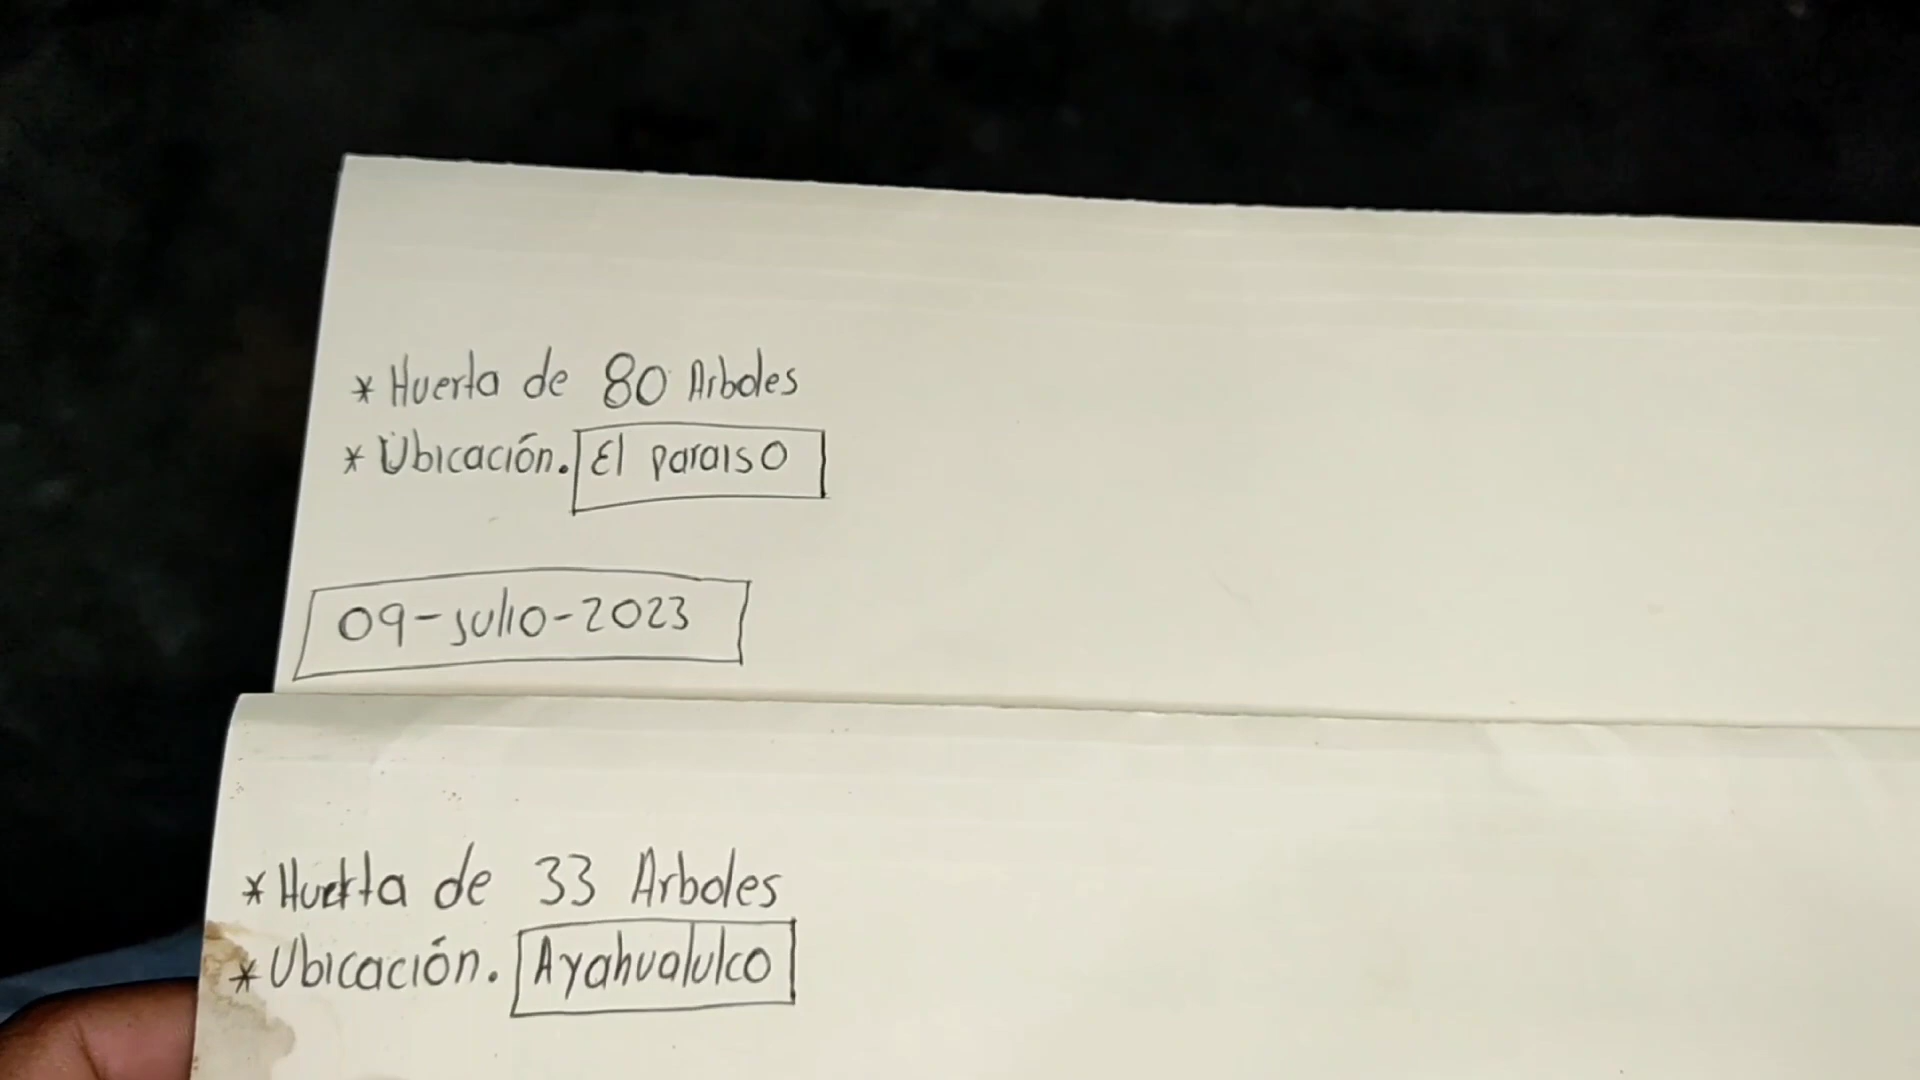 * Huerta de 80 Arboles
* Ubicación. El paraiso
09-julio-2023
* Huerta de 33 Arboles
* Ubicación. Ayahualulco